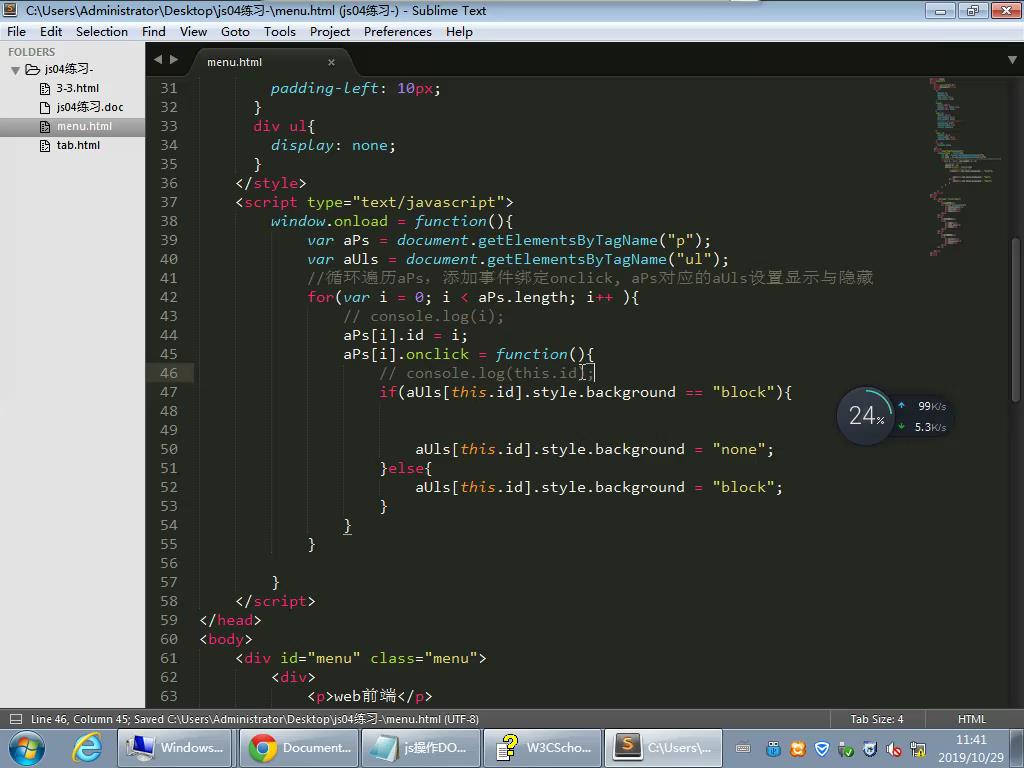 C:\Users\Administrator\Desktop\js04练习-\menu.html (js04练习-) - Sublime Text
File Edit Selection Find View Goto Tools Project Preferences Help
FOLDERS
js04练习-
3-3.html
js04练习.doc
menu.html
tab.html
menu.html ×
31 padding-left: 10px;
32 }
33 div ul{
34 display: none;
35 }
36 </style>
37 <script type="text/javascript">
38 window.onload = function(){
39 var aPs = document.getElementsByTagName("p");
40 var aUls = document.getElementsByTagName("ul");
41 //循环遍历aPs，添加事件绑定onclick, aPs对应的aUls设置显示与隐藏
42 for(var i = 0; i < aPs.length; i++ ){
43 // console.log(i);
44 aPs[i].id = i;
45 aPs[i].onclick = function(){
46 // console.log(this.id);
47 if(aUls[this.id].style.background == "block"){
48
49
50 aUls[this.id].style.background = "none";
51 }else{
52 aUls[this.id].style.background = "block";
53 }
54 }
55 }
56
57 }
58 </script>
59 </head>
60 <body>
61 <div id="menu" class="menu">
62 <div>
63 <p>web前端</p>
24%
99K/s
5.3K/s
Line 46, Column 45; Saved C:\Users\Administrator\Desktop\js04练习-\menu.html (UTF-8)
Tab Size: 4
HTML
Windows...
Document...
js操作DO...
W3CScho...
C:\Users\...
11:41
2019/10/29